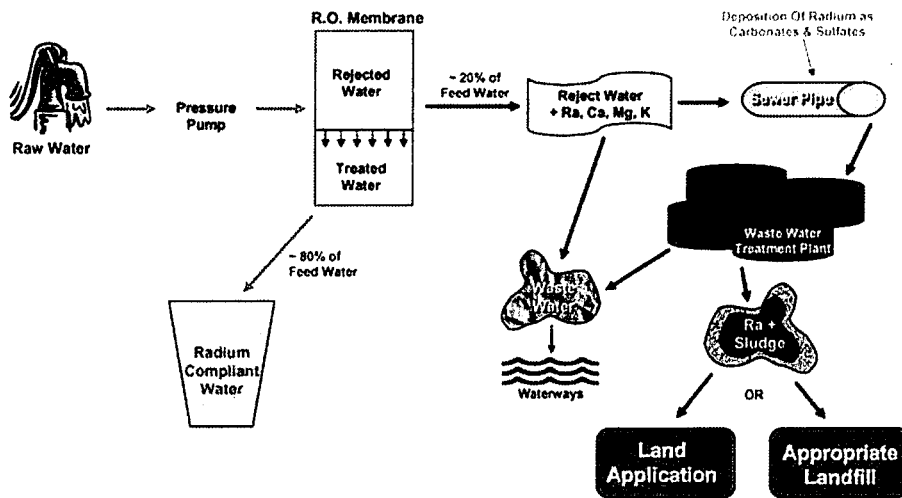 R.O. Membrane
Deposition Of Radium as
Carbonates & Sulfates
Rejected
Water
~ 20% of
Feed Water
Reject Water
+ Ra, Ca, Mg, K
Sewer Pipe
Pressure
Pump
Raw Water
Treated
Water
Waste Water
Treatment Plant
~ 80% of
Feed Water
Waste
Water
Ra +
Sludge
Radium
Compliant
Water
Waterways
OR
Land
Application
Appropriate
Landfill